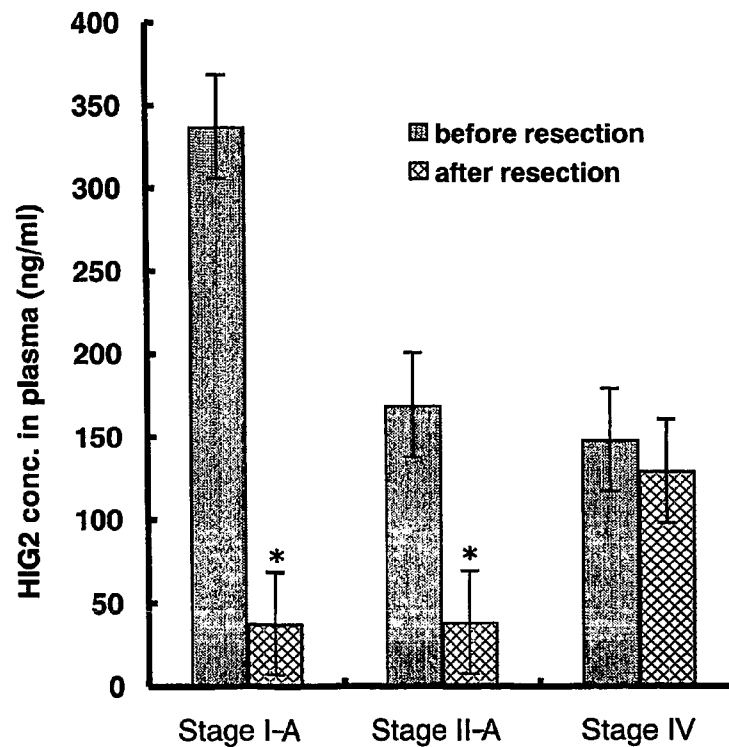 400
350
300
250
200
150
100
50
0
HIG2 conc. in plasma (ng/ml)
before resection
after resection
*
*
Stage I-A
Stage II-A
Stage IV